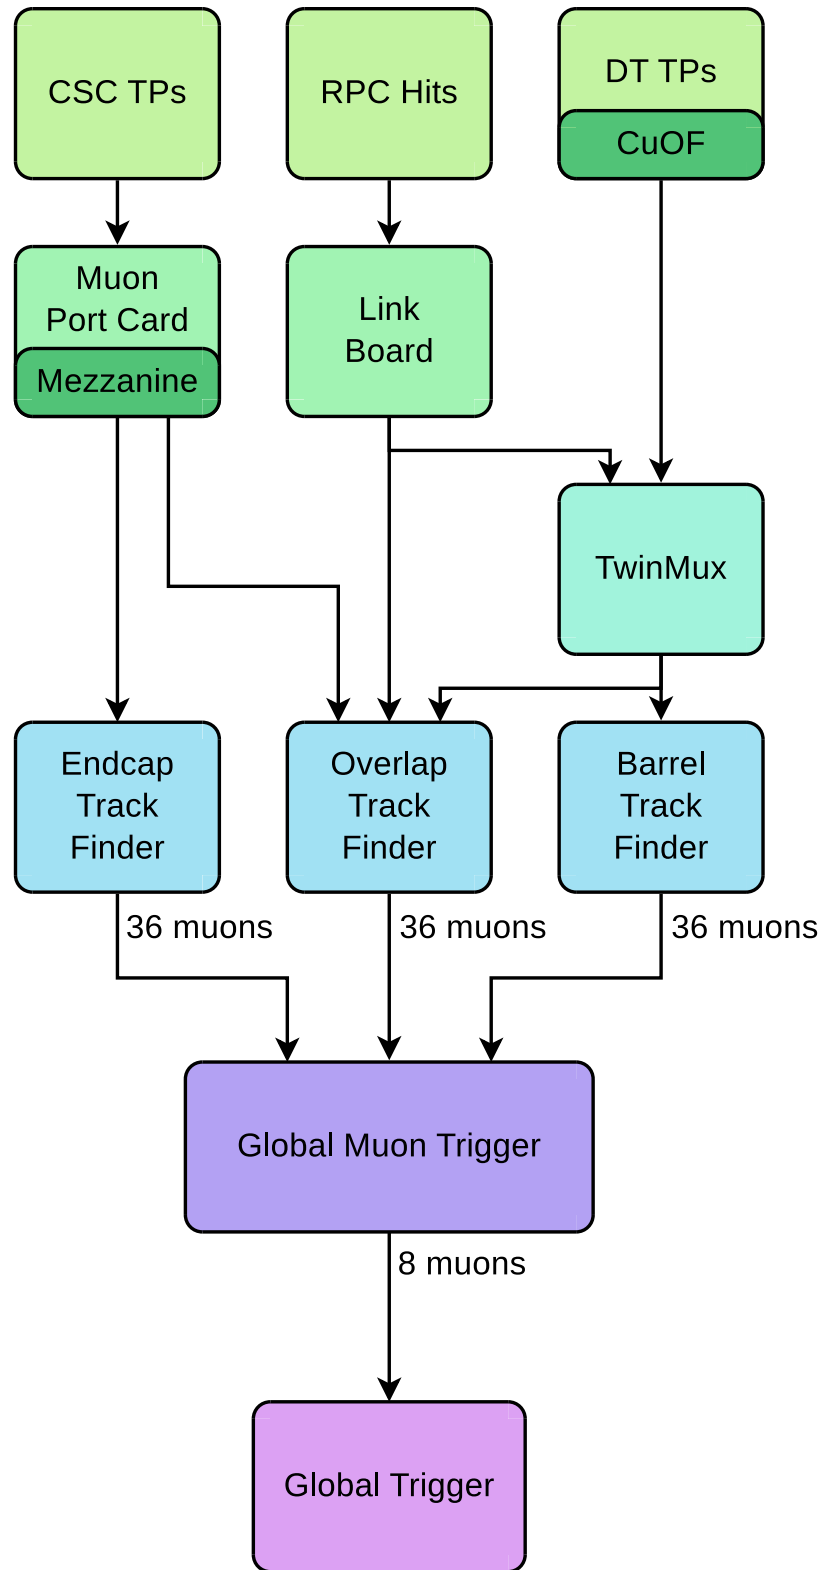 CSC TPs
RPC Hits
DT TPs
CuOF
Muon
Port Card
Mezzanine
Link
Board
TwinMux
Endcap
Track
Finder
Overlap
Track
Finder
Barrel
Track
Finder
36 muons
36 muons
36 muons
Global Muon Trigger
8 muons
Global Trigger